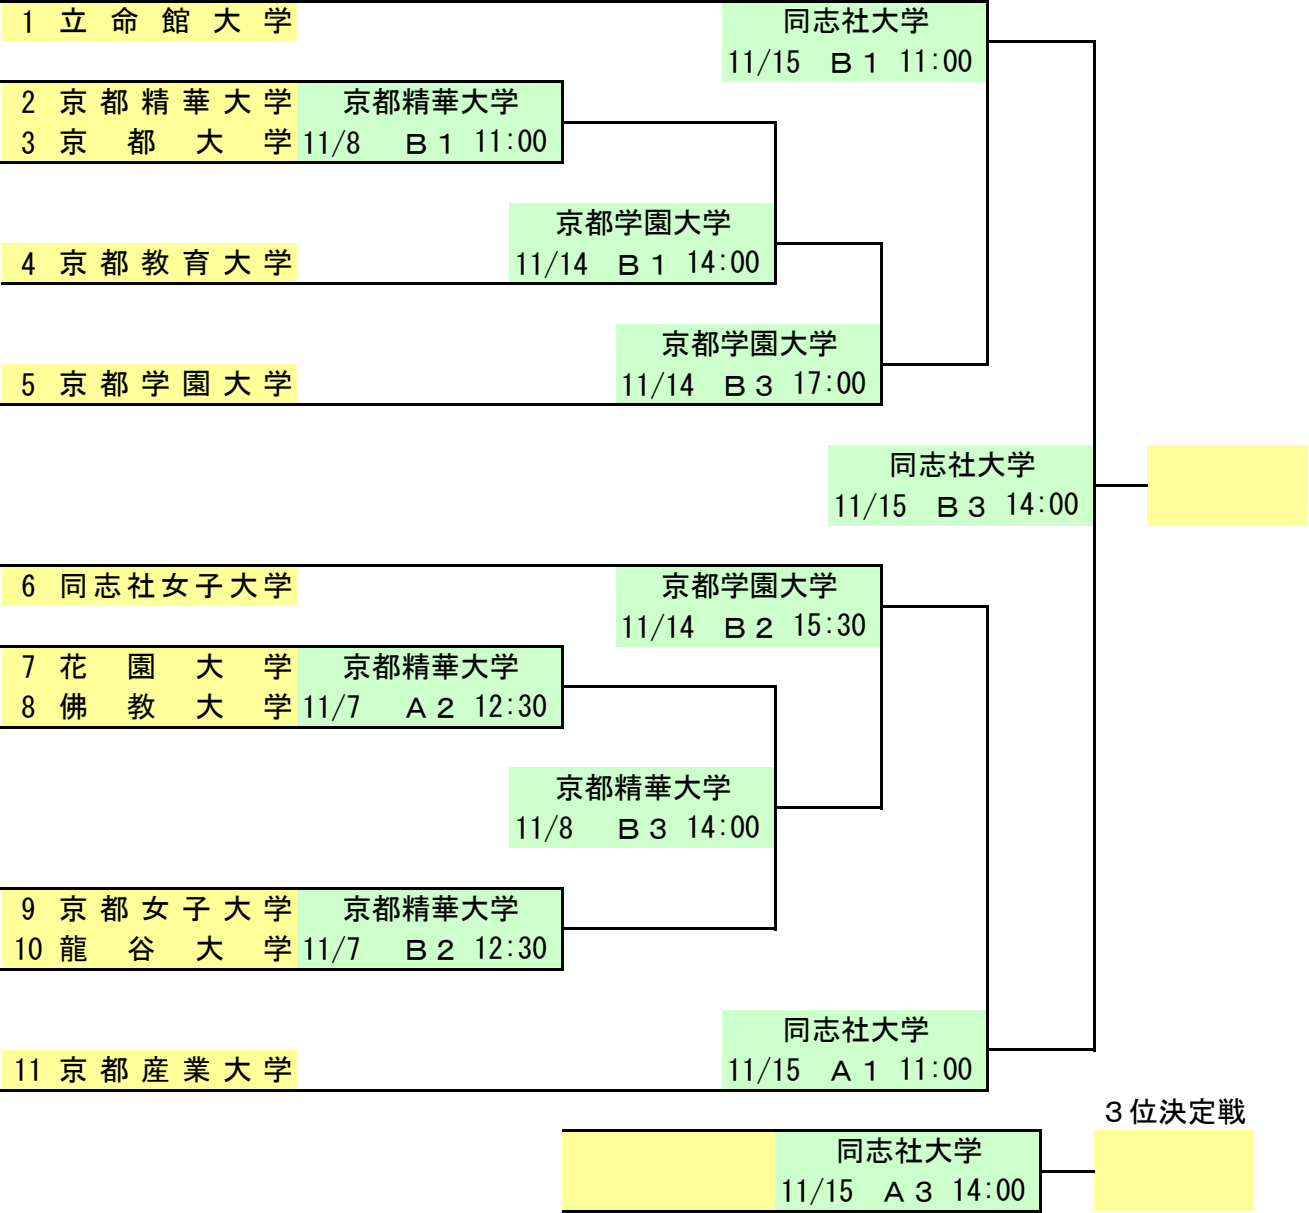 1 立命館大学
同志社大学
11/15 B1 11:00
2 京都精華大学
京都精華大学
3 京都大学
11/8 B1 11:00
京都学園大学
4 京都教育大学
11/14 B1 14:00
京都学園大学
5 京都学園大学
11/14 B3 17:00
同志社大学
11/15 B3 14:00
6 同志社女子大学
京都学園大学
11/14 B2 15:30
7 花園大学
京都精華大学
8 佛教大学
11/7 A2 12:30
京都精華大学
11/8 B3 14:00
9 京都女子大学
京都精華大学
10 龍谷大学
11/7 B2 12:30
同志社大学
11 京都産業大学
11/15 A1 11:00
3位決定戦
同志社大学
11/15 A3 14:00